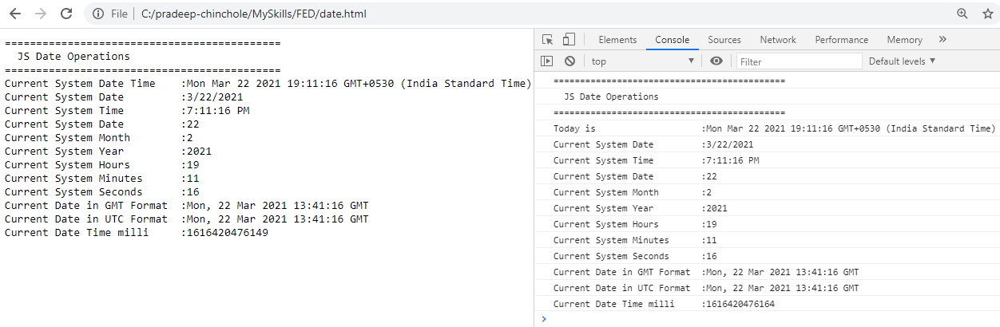 File | C:/pradeep-chinchole/MySkills/FED/date.html
============================================
  JS Date Operations
============================================
Current System Date Time    :Mon Mar 22 2021 19:11:16 GMT+0530 (India Standard Time)
Current System Date         :3/22/2021
Current System Time         :7:11:16 PM
Current System Date         :22
Current System Month        :2
Current System Year         :2021
Current System Hours        :19
Current System Minutes      :11
Current System Seconds      :16
Current Date in GMT Format  :Mon, 22 Mar 2021 13:41:16 GMT
Current Date in UTC Format  :Mon, 22 Mar 2021 13:41:16 GMT
Current Date Time milli     :1616420476149
Elements Console Sources Network Performance Memory »
top Filter Default levels
============================================
  JS Date Operations
============================================
Today is                    :Mon Mar 22 2021 19:11:16 GMT+0530 (India Standard Time)
Current System Date         :3/22/2021
Current System Time         :7:11:16 PM
Current System Date         :22
Current System Month        :2
Current System Year         :2021
Current System Hours        :19
Current System Minutes      :11
Current System Seconds      :16
Current Date in GMT Format  :Mon, 22 Mar 2021 13:41:16 GMT
Current Date in UTC Format  :Mon, 22 Mar 2021 13:41:16 GMT
Current Date Time milli     :1616420476164
>